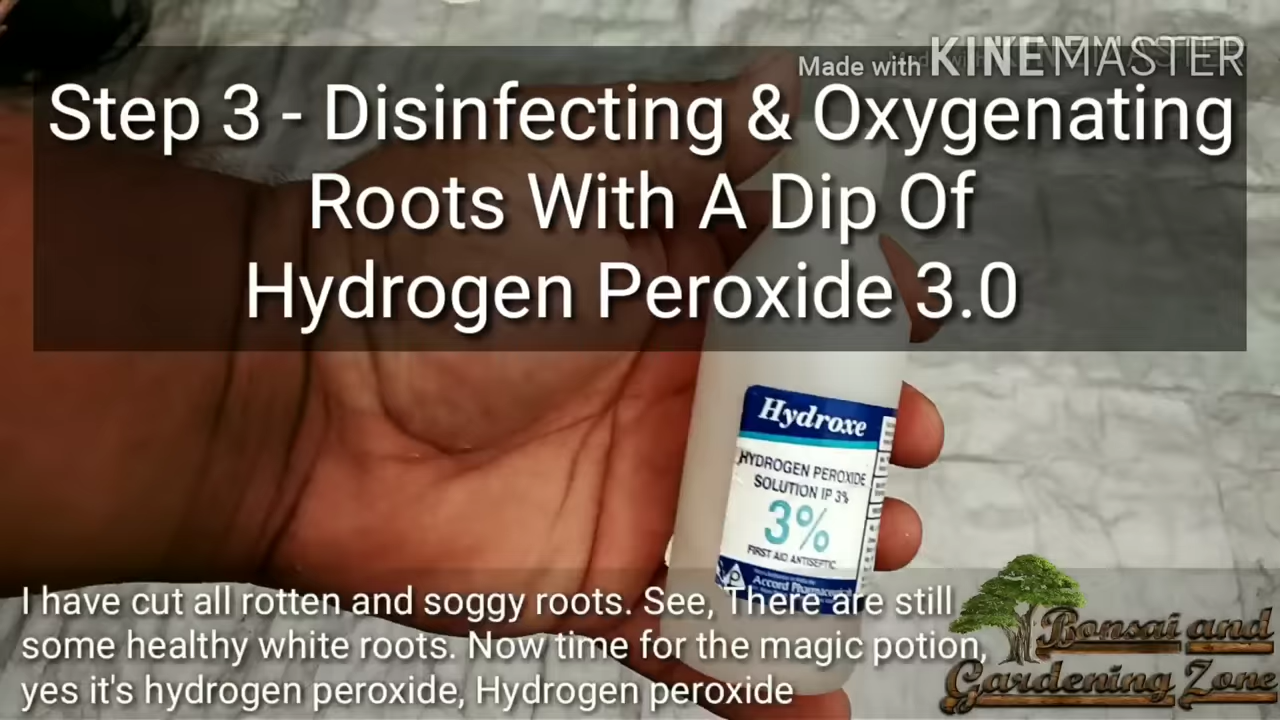 Made with KINEMASTER
Step 3 - Disinfecting & Oxygenating
Roots With A Dip Of
Hydrogen Peroxide 3.0
Hydroxe
HYDROGEN PEROXIDE
SOLUTION IP 3%
3%
FIRST AID ANTISEPTIC
Accord
I have cut all rotten and soggy roots. See, There are still
some healthy white roots. Now time for the magic potion,
yes it's hydrogen peroxide, Hydrogen peroxide
Bonsai and
Gardening Zone